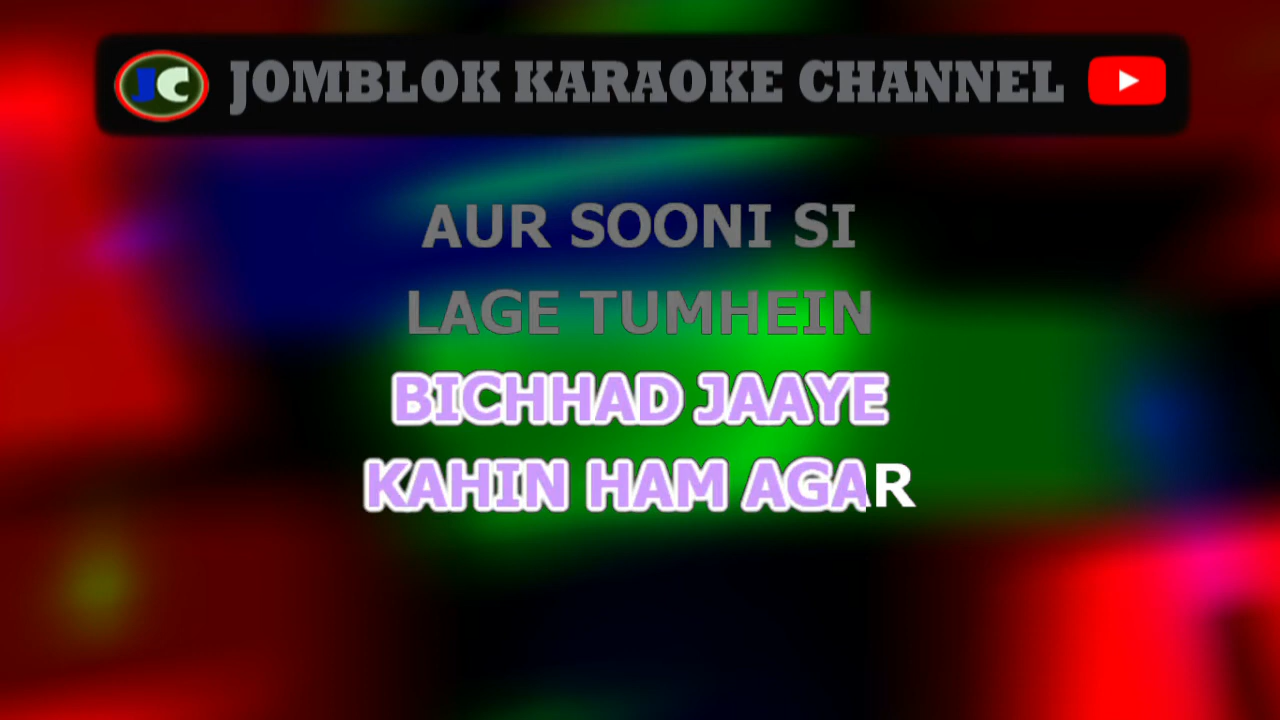 JC JOMBLOK KARAOKE CHANNEL
AUR SOONI SI
LAGE TUMHEIN
BICHHAD JAAYE
KAHIN HAM AGAR